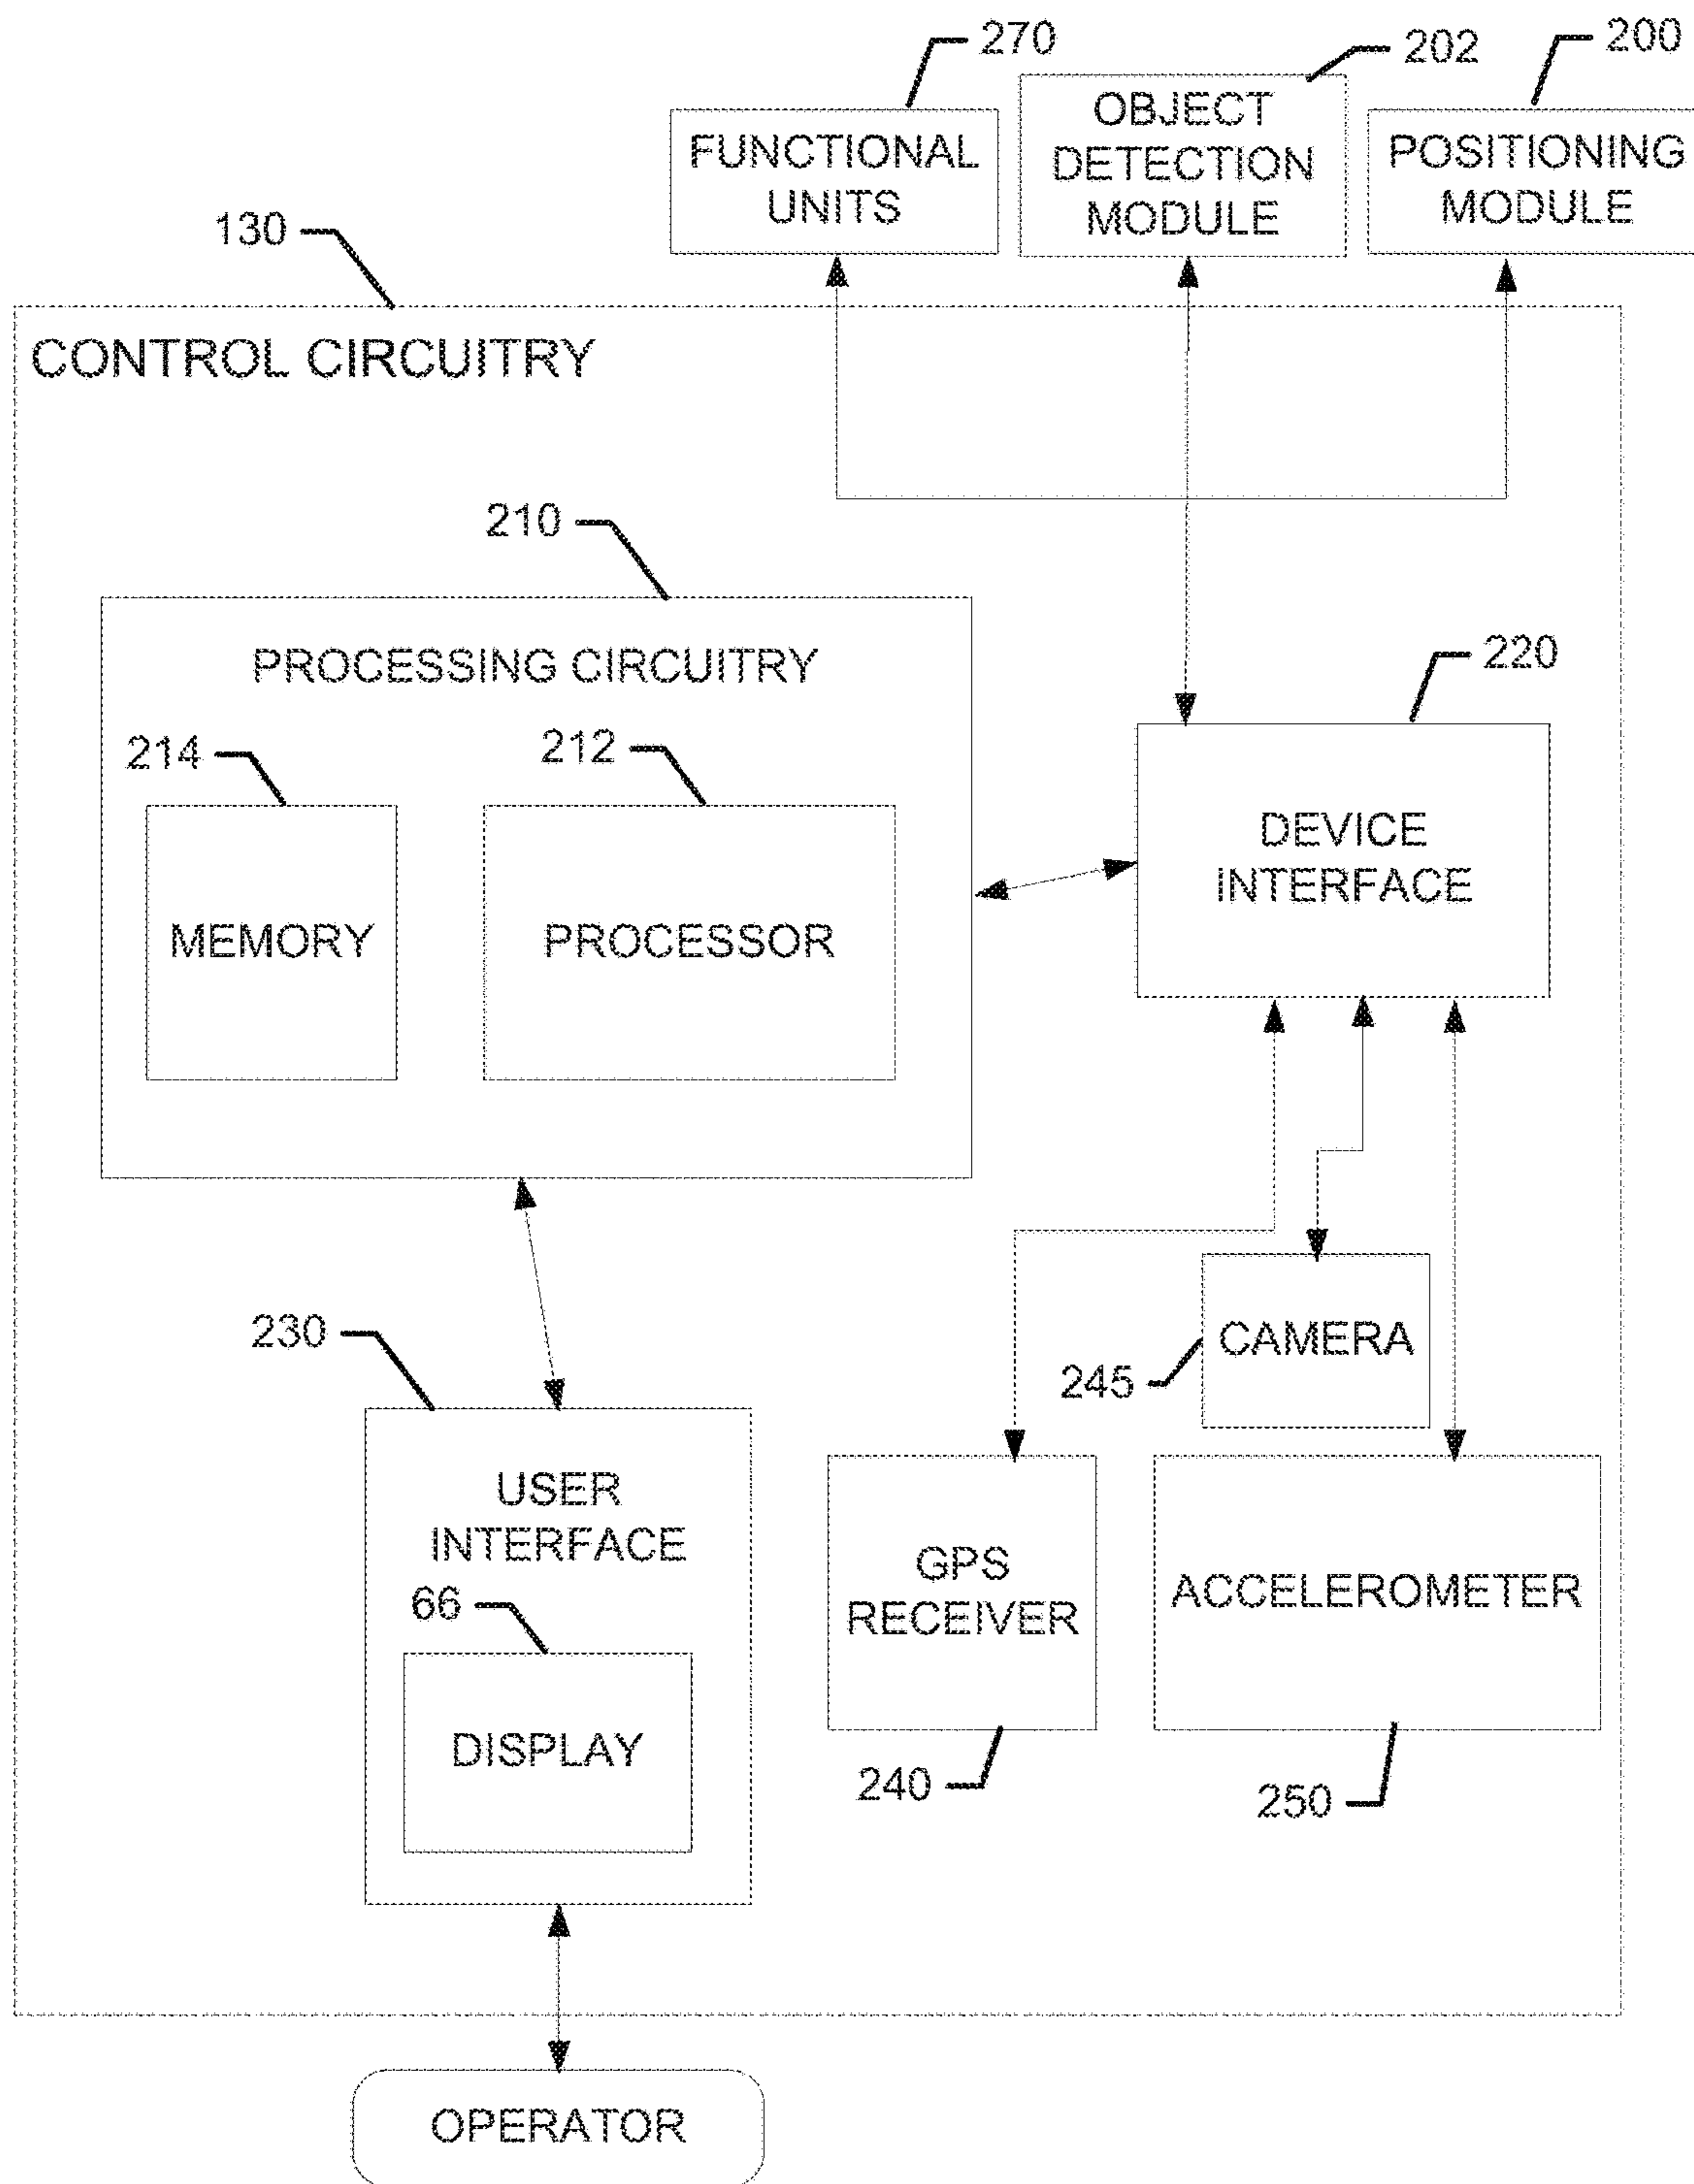 270
202
200
FUNCTIONAL
UNITS
OBJECT
DETECTION
MODULE
POSITIONING
MODULE
130
CONTROL CIRCUITRY
210
PROCESSING CIRCUITRY
220
214
212
MEMORY
PROCESSOR
DEVICE
INTERFACE
230
CAMERA
245
USER
INTERFACE
66
DISPLAY
GPS
RECEIVER
ACCELEROMETER
240
250
OPERATOR